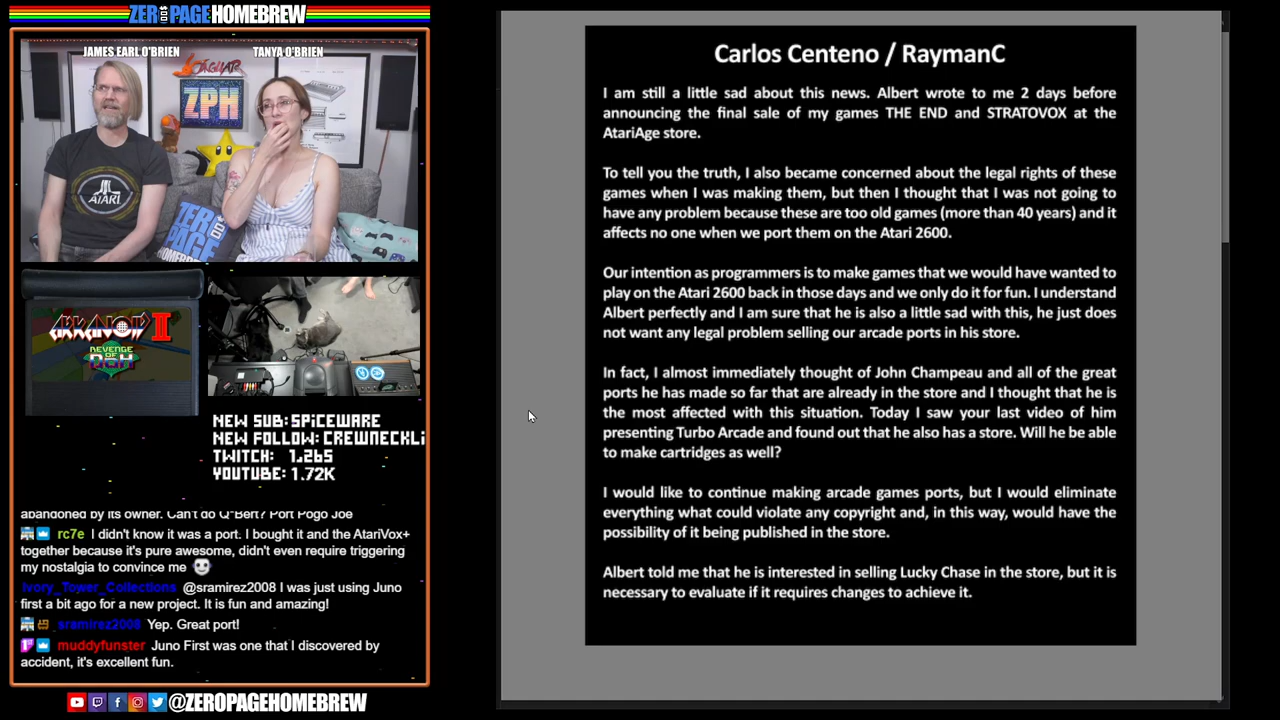 ZERO PAGE HOMEBREW
JAMES EARL O'BRIEN
TANYA O'BRIEN
JAGUAR
ZPH
ATARI
ZERO
PAGE
HOMEBREW
ARKANOID II
REVENGE OF
DOH
NEW SUB: SPICEWARE
NEW FOLLOW: CREWNECKLI
TWITCH: 1,265
YOUTUBE: 1.72K
abandoned by its owner. Can't do Q*Bert? Port Pogo Joe
rc7e I didn't know it was a port. I bought it and the AtariVox+
together because it's pure awesome, didn't even require triggering
my nostalgia to convince me
Ivory_Tower_Collections @sramirez2008 I was just using Juno
first a bit ago for a new project. It is fun and amazing!
sramirez2008 Yep. Great port!
muddyfunster Juno First was one that I discovered by
accident, it's excellent fun.
@ZEROPAGEHOMEBREW
Carlos Centeno / RaymanC
I am still a little sad about this news. Albert wrote to me 2 days before
announcing the final sale of my games THE END and STRATOVOX at the
AtariAge store.
To tell you the truth, I also became concerned about the legal rights of these
games when I was making them, but then I thought that I was not going to
have any problem because these are too old games (more than 40 years) and it
affects no one when we port them on the Atari 2600.
Our intention as programmers is to make games that we would have wanted to
play on the Atari 2600 back in those days and we only do it for fun. I understand
Albert perfectly and I am sure that he is also a little sad with this, he just does
not want any legal problem selling our arcade ports in his store.
In fact, I almost immediately thought of John Champeau and all of the great
ports he has made so far that are already in the store and I thought that he is
the most affected with this situation. Today I saw your last video of him
presenting Turbo Arcade and found out that he also has a store. Will he be able
to make cartridges as well?
I would like to continue making arcade games ports, but I would eliminate
everything what could violate any copyright and, in this way, would have the
possibility of it being published in the store.
Albert told me that he is interested in selling Lucky Chase in the store, but it is
necessary to evaluate if it requires changes to achieve it.